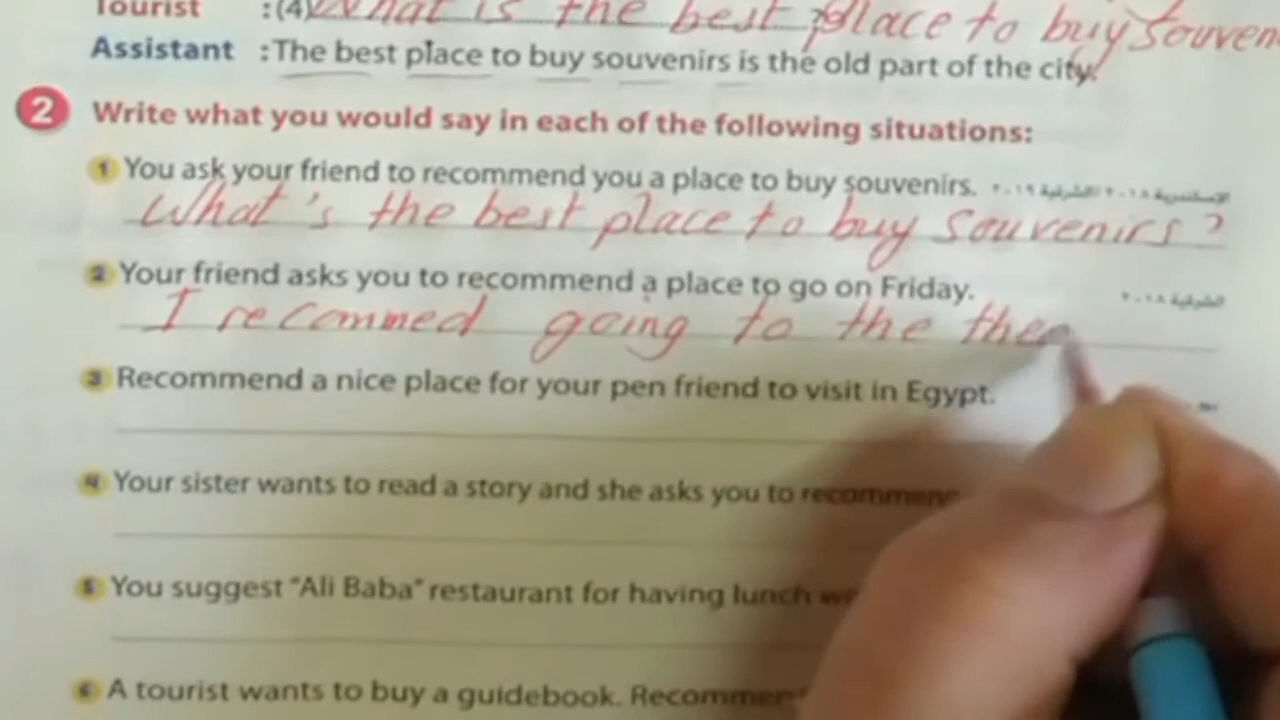 Tourist : (4) What is the best place to buy
Assistant : The best place to buy souvenirs is the old part of the city.
2 Write what you would say in each of the following situations:
1 You ask your friend to recommend you a place to buy souvenirs.
What's the best place to buy souvenirs ?
2 Your friend asks you to recommend a place to go on Friday.
I recommed going to the
3 Recommend a nice place for your pen friend to visit in Egypt.
4 Your sister wants to read a story and she asks you to
5 You suggest "Ali Baba" restaurant for having lunch
6 A tourist wants to buy a guidebook.